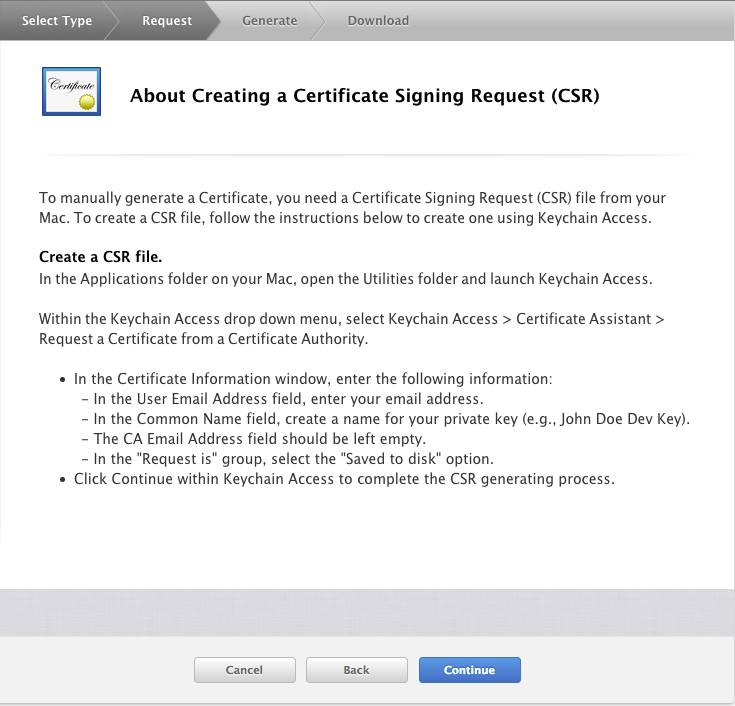 Select Type
Request
Generate
Download
Certificate
About Creating a Certificate Signing Request (CSR)
To manually generate a Certificate, you need a Certificate Signing Request (CSR) file from your
Mac. To create a CSR file, follow the instructions below to create one using Keychain Access.
Create a CSR file.
In the Applications folder on your Mac, open the Utilities folder and launch Keychain Access.
Within the Keychain Access drop down menu, select Keychain Access > Certificate Assistant >
Request a Certificate from a Certificate Authority.
• In the Certificate Information window, enter the following information:
– In the User Email Address field, enter your email address.
– In the Common Name field, create a name for your private key (e.g., John Doe Dev Key).
– The CA Email Address field should be left empty.
– In the "Request is" group, select the "Saved to disk" option.
• Click Continue within Keychain Access to complete the CSR generating process.
Cancel
Back
Continue